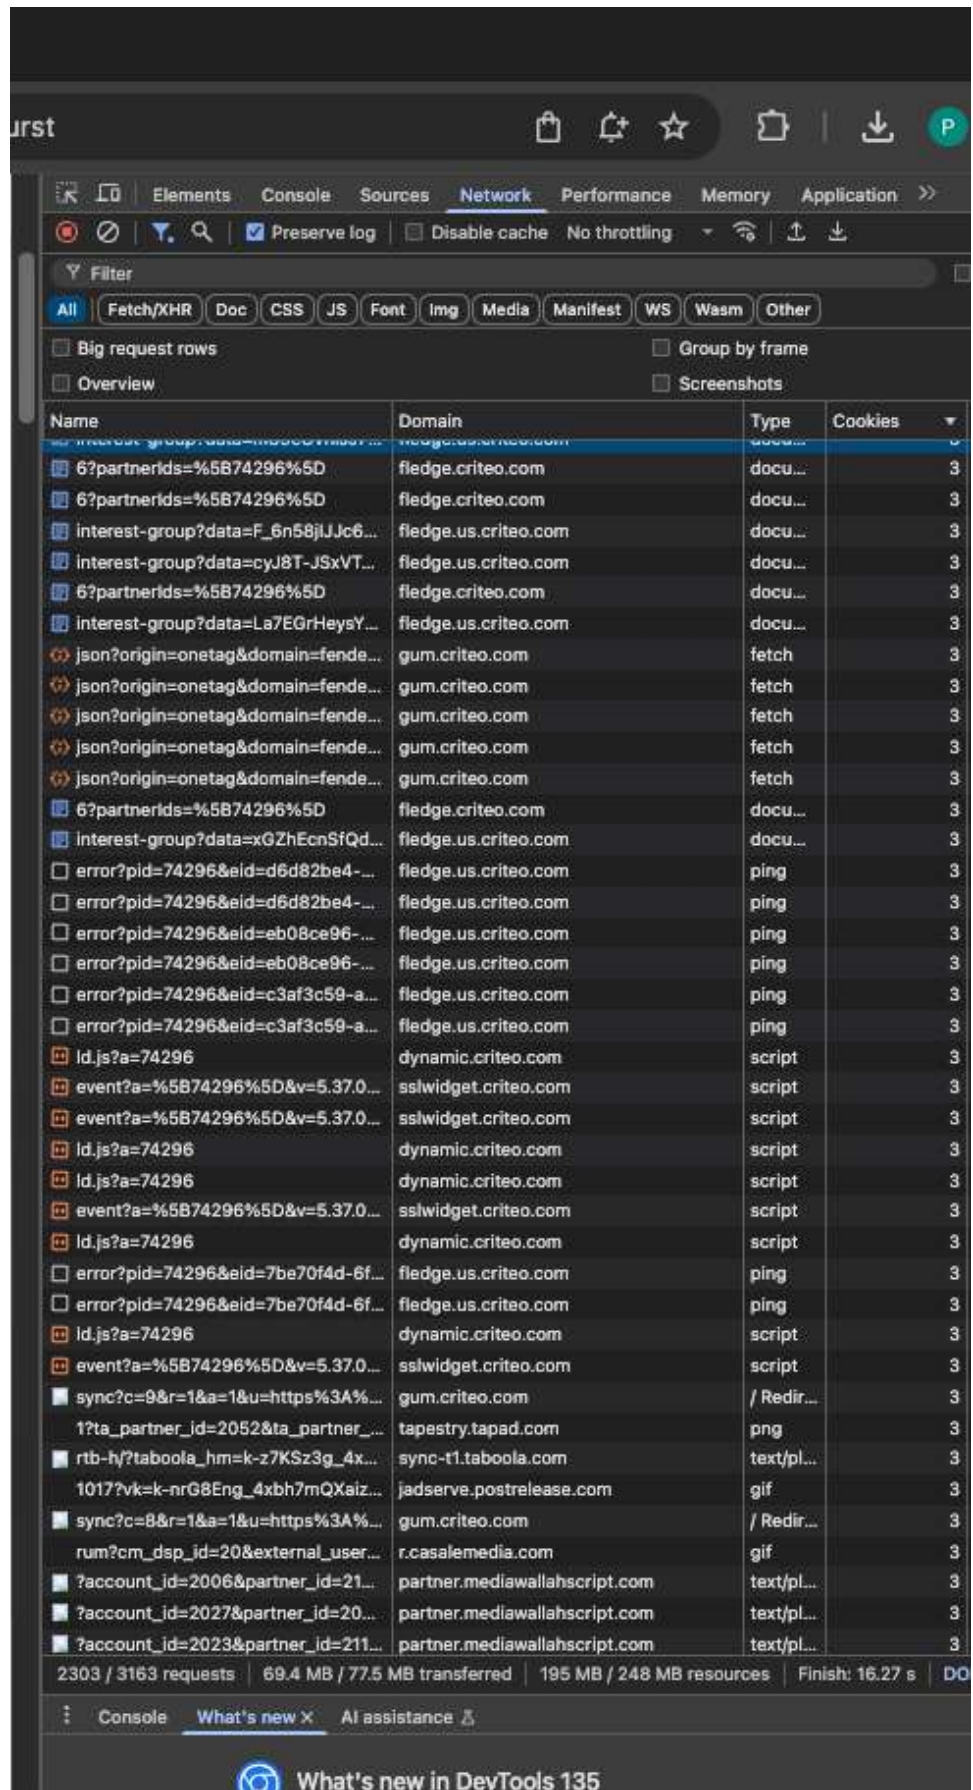 urst
P
Elements Console Sources Network Performance Memory Application
Preserve log Disable cache No throttling
Filter
All Fetch/XHR Doc CSS JS Font Img Media Manifest WS Wasm Other
Big request rows Group by frame
Overview Screenshots
Name Domain Type Cookies
6?partnerIds=%5B74296%5D fledge.criteo.com docu... 3
6?partnerIds=%5B74296%5D fledge.criteo.com docu... 3
interest-group?data=F_6n58jIJJc6... fledge.us.criteo.com docu... 3
interest-group?data=cyJ8T-JSxVT... fledge.us.criteo.com docu... 3
6?partnerIds=%5B74296%5D fledge.criteo.com docu... 3
interest-group?data=La7EGrHeysY... fledge.us.criteo.com docu... 3
json?origin=onetag&domain=fende... gum.criteo.com fetch 3
json?origin=onetag&domain=fende... gum.criteo.com fetch 3
json?origin=onetag&domain=fende... gum.criteo.com fetch 3
json?origin=onetag&domain=fende... gum.criteo.com fetch 3
json?origin=onetag&domain=fende... gum.criteo.com fetch 3
6?partnerIds=%5B74296%5D fledge.criteo.com docu... 3
interest-group?data=xGZhEcnSfQd... fledge.us.criteo.com docu... 3
error?pid=74296&eid=d6d82be4-... fledge.us.criteo.com ping 3
error?pid=74296&eid=d6d82be4-... fledge.us.criteo.com ping 3
error?pid=74296&eid=eb08ce96-... fledge.us.criteo.com ping 3
error?pid=74296&eid=eb08ce96-... fledge.us.criteo.com ping 3
error?pid=74296&eid=c3af3c59-a... fledge.us.criteo.com ping 3
error?pid=74296&eid=c3af3c59-a... fledge.us.criteo.com ping 3
ld.js?a=74296 dynamic.criteo.com script 3
event?a=%5B74296%5D&v=5.37.0... sslwidget.criteo.com script 3
event?a=%5B74296%5D&v=5.37.0... sslwidget.criteo.com script 3
ld.js?a=74296 dynamic.criteo.com script 3
ld.js?a=74296 dynamic.criteo.com script 3
event?a=%5B74296%5D&v=5.37.0... sslwidget.criteo.com script 3
ld.js?a=74296 dynamic.criteo.com script 3
error?pid=74296&eid=7be70f4d-6f... fledge.us.criteo.com ping 3
error?pid=74296&eid=7be70f4d-6f... fledge.us.criteo.com ping 3
ld.js?a=74296 dynamic.criteo.com script 3
event?a=%5B74296%5D&v=5.37.0... sslwidget.criteo.com script 3
sync?c=9&r=1&a=1&u=https%3A%... gum.criteo.com / Redir... 3
1?ta_partner_id=2052&ta_partner_... tapestry.tapad.com png 3
rtb-h/?taboola_hm=k-z7KSz3g_4x... sync-t1.taboola.com text/pl... 3
1017?vk=k-nrG8Eng_4xbh7mQXaiz... jadserve.postrelease.com gif 3
sync?c=8&r=1&a=1&u=https%3A%... gum.criteo.com / Redir... 3
rum?cm_dsp_id=20&external_user... r.casalemedia.com gif 3
?account_id=2006&partner_id=21... partner.mediawallahscript.com text/pl... 3
?account_id=2027&partner_id=20... partner.mediawallahscript.com text/pl... 3
?account_id=2023&partner_id=211... partner.mediawallahscript.com text/pl... 3
2303 / 3163 requests 69.4 MB / 77.5 MB transferred 195 MB / 248 MB resources Finish: 16.27 s DO
Console What's new × AI assistance
What's new in DevTools 135